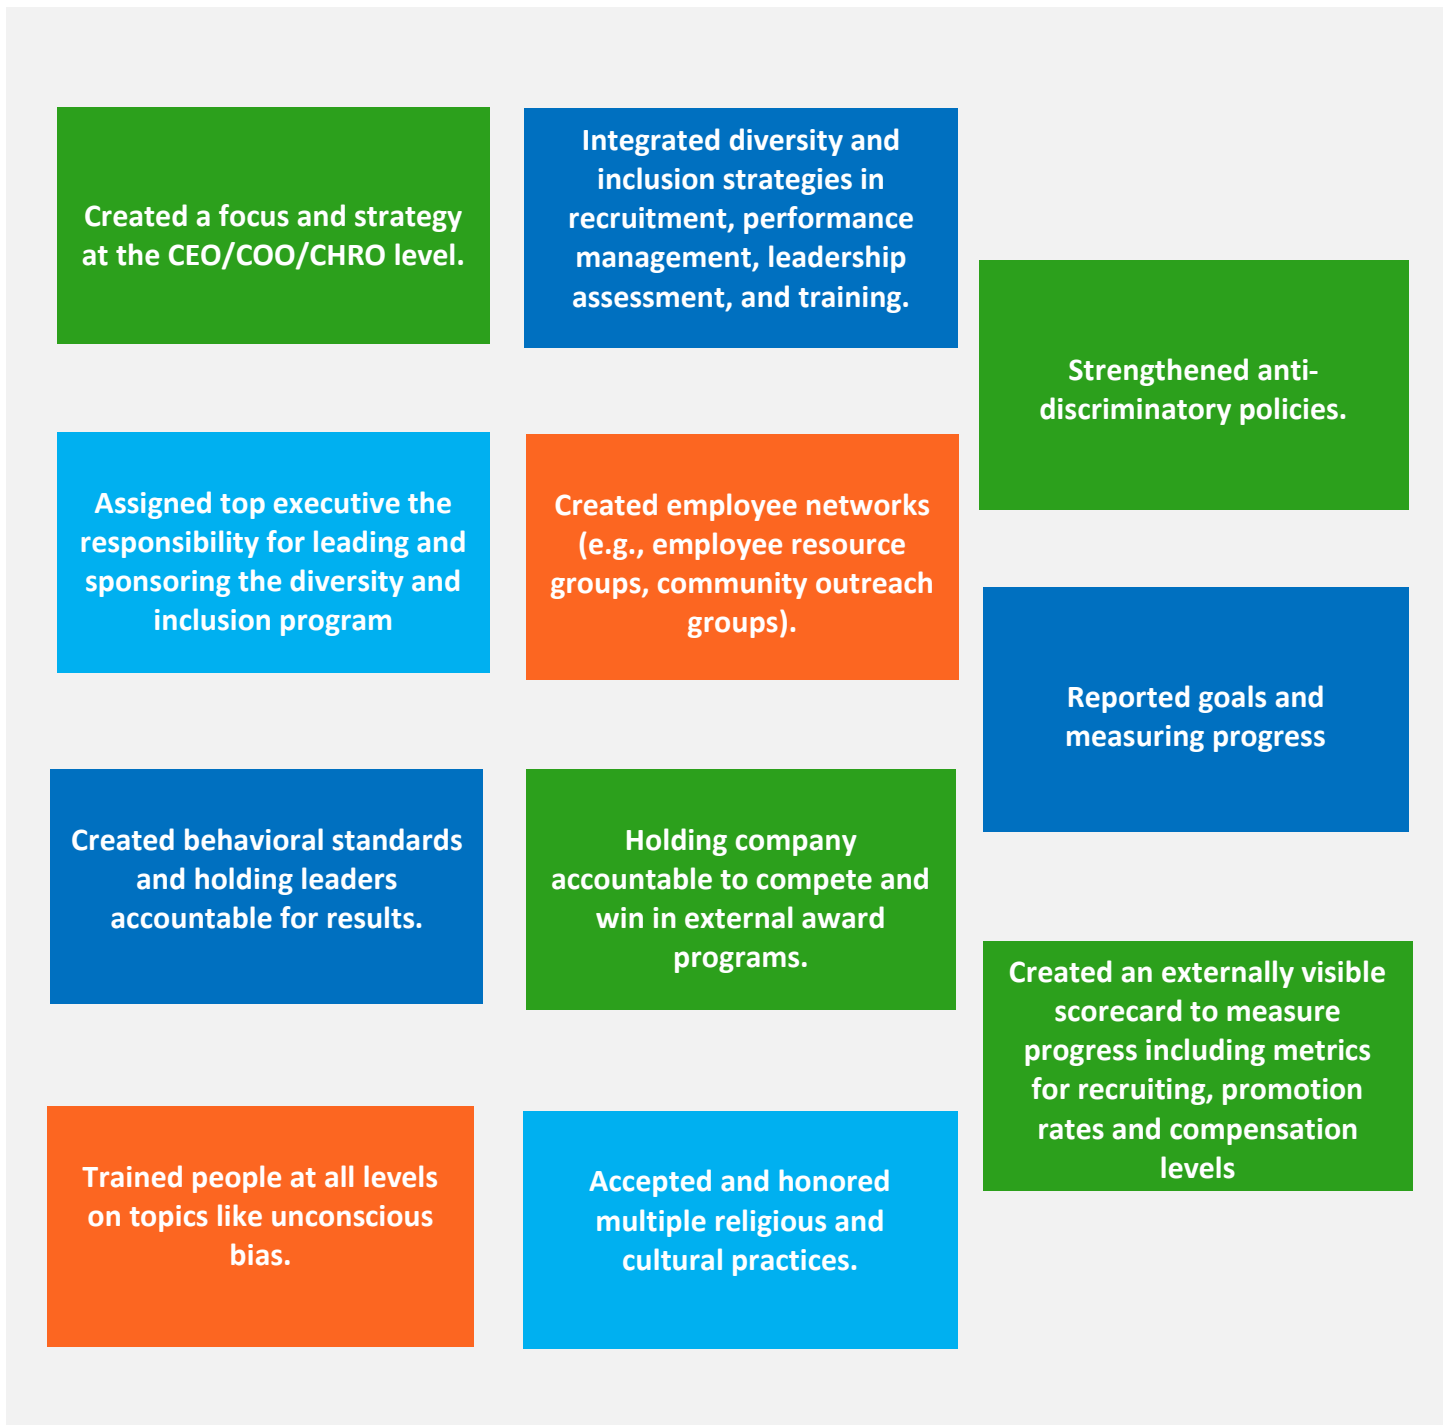 Created a focus and strategy
at the CEO/COO/CHRO level.
Integrated diversity and
inclusion strategies in
recruitment, performance
management, leadership
assessment, and training.
Strengthened anti-
discriminatory policies.
Assigned top executive the
responsibility for leading and
sponsoring the diversity and
inclusion program
Created employee networks
(e.g., employee resource
groups, community outreach
groups).
Reported goals and
measuring progress
Created behavioral standards
and holding leaders
accountable for results.
Holding company
accountable to compete and
win in external award
programs.
Created an externally visible
scorecard to measure
progress including metrics
for recruiting, promotion
rates and compensation
levels
Trained people at all levels
on topics like unconscious
bias.
Accepted and honored
multiple religious and
cultural practices.